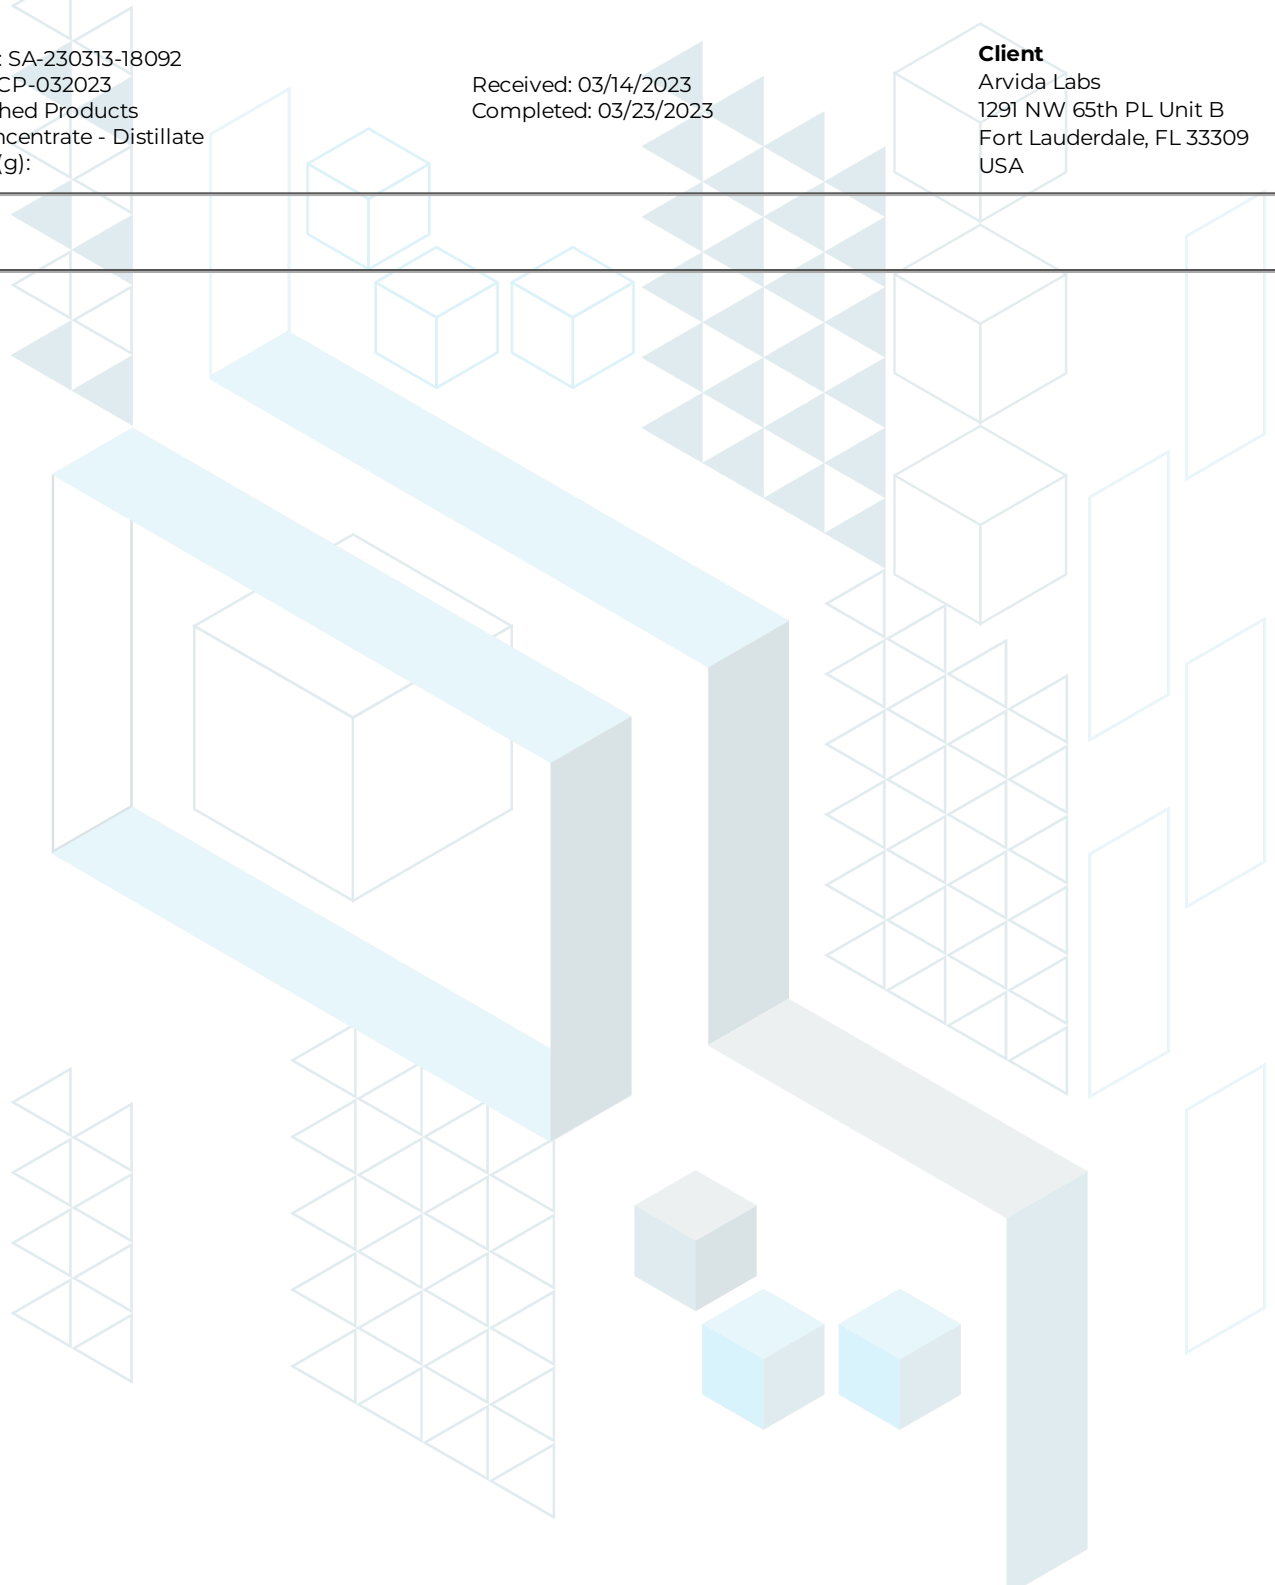 : SA-230313-18092
CP-032023
hed Products
ncentrate - Distillate
(g):
Received: 03/14/2023
Completed: 03/23/2023
Client
Arvida Labs
1291 NW 65th PL Unit B
Fort Lauderdale, FL 33309
USA